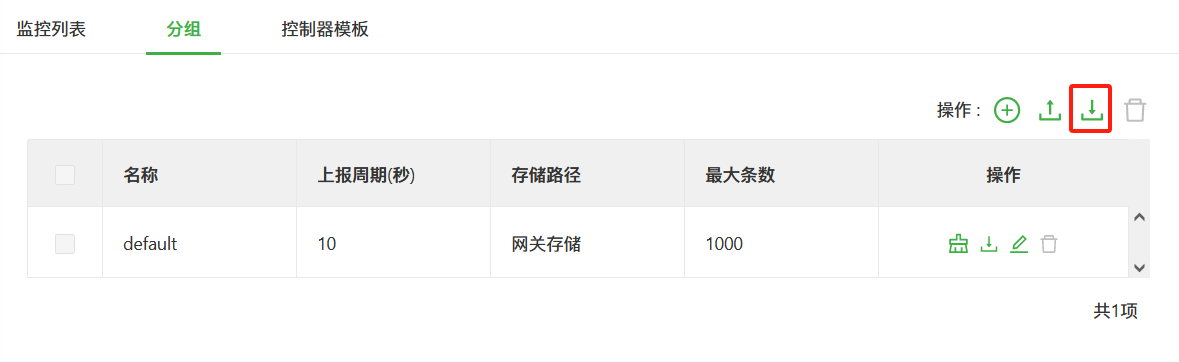 监控列表 分组 控制器模板
操作 :
名称 上报周期(秒) 存储路径 最大条数 操作
default 10 网关存储 1000
共1项